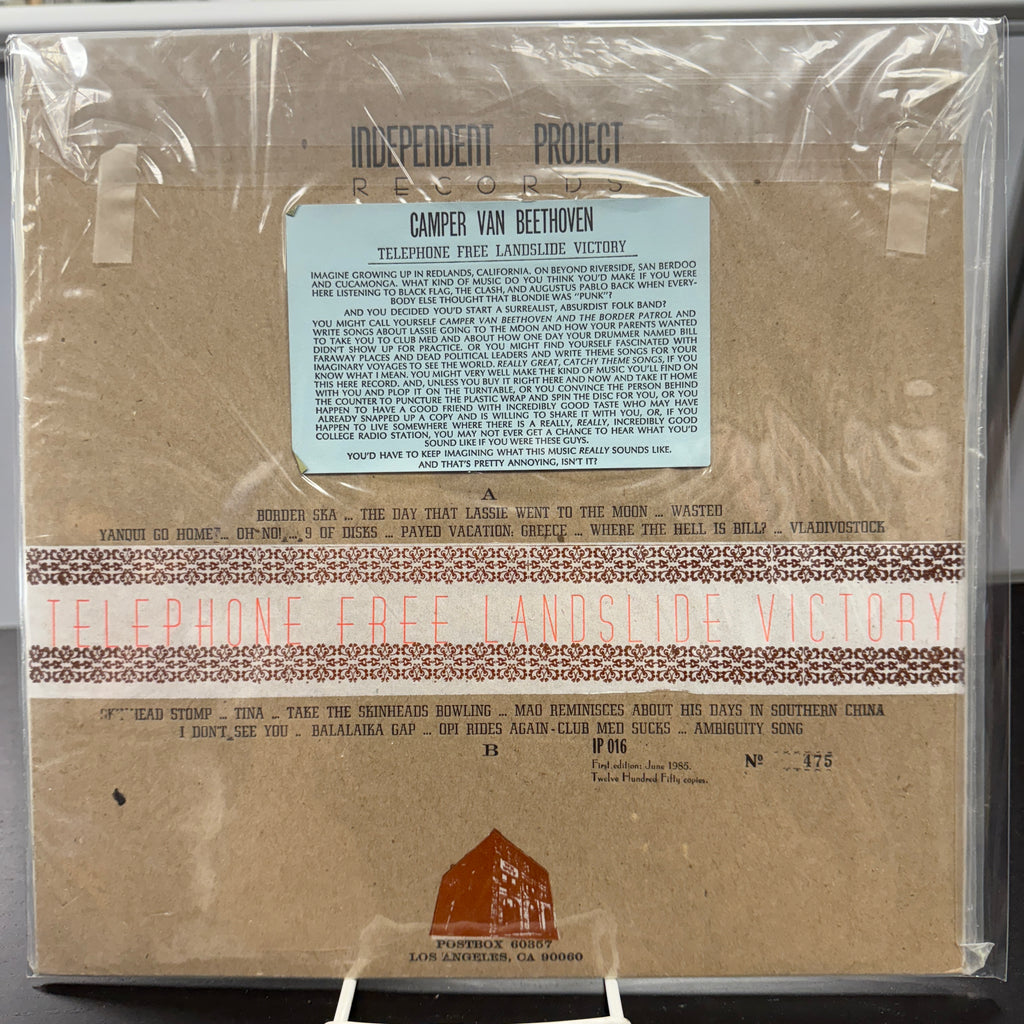 INDEPENDENT PROJECT
RECORDS
CAMPER VAN BEETHOVEN
TELEPHONE FREE LANDSLIDE VICTORY
IMAGINE GROWING UP IN REDLANDS, CALIFORNIA. ON BEYOND RIVERSIDE, SAN BERDOO
AND CUCAMONGA. WHAT KIND OF MUSIC DO YOU THINK YOU'D MAKE IF YOU WERE
HERE LISTENING TO BLACK FLAG, THE CLASH, AND AUGUSTUS PABLO BACK WHEN EVERY-
BODY ELSE THOUGHT THAT BLONDIE WAS "PUNK"?
AND YOU DECIDED YOU'D START A SURREALIST, ABSURDIST FOLK BAND?
YOU MIGHT CALL YOURSELF CAMPER VAN BEETHOVEN AND THE BORDER PATROL AND
WRITE SONGS ABOUT LASSIE GOING TO THE MOON AND HOW YOUR PARENTS WANTED
TO TAKE YOU TO CLUB MED AND ABOUT HOW ONE DAY YOUR DRUMMER NAMED BILL
DIDN'T SHOW UP FOR PRACTICE. OR YOU MIGHT FIND YOURSELF FASCINATED WITH
FARAWAY PLACES AND DEAD POLITICAL LEADERS AND WRITE THEME SONGS FOR YOUR
IMAGINARY VOYAGES TO SEE THE WORLD. REALLY GREAT, CATCHY THEME SONGS, IF YOU
KNOW WHAT I MEAN. YOU MIGHT VERY WELL MAKE THE KIND OF MUSIC YOU'LL FIND ON
THIS HERE RECORD. AND, UNLESS YOU BUY IT RIGHT HERE AND NOW AND TAKE IT HOME
WITH YOU AND PLOP IT ON THE TURNTABLE, OR YOU CONVINCE THE PERSON BEHIND
THE COUNTER TO PUNCTURE THE PLASTIC WRAP AND SPIN THE DISC FOR YOU, OR YOU
HAPPEN TO HAVE A GOOD FRIEND WITH INCREDIBLY GOOD TASTE WHO MAY HAVE
ALREADY SNAPPED UP A COPY AND IS WILLING TO SHARE IT WITH YOU, OR, IF YOU
HAPPEN TO LIVE SOMEWHERE WHERE THERE IS A REALLY, REALLY, INCREDIBLY GOOD
COLLEGE RADIO STATION, YOU MAY NOT EVER GET A CHANCE TO HEAR WHAT YOU'D
SOUND LIKE IF YOU WERE THESE GUYS.
YOU'D HAVE TO KEEP IMAGINING WHAT THIS MUSIC REALLY SOUNDS LIKE.
AND THAT'S PRETTY ANNOYING, ISN'T IT?
A
BORDER SKA ... THE DAY THAT LASSIE WENT TO THE MOON ... WASTED
YANQUI GO HOME ... OH NO! ... 9 OF DISKS ... PAYED VACATION: GREECE ... WHERE THE HELL IS BILL? ... VLADIVOSTOCK
TELEPHONE FREE LANDSLIDE VICTORY
SKINHEAD STOMP ... TINA ... TAKE THE SKINHEADS BOWLING ... MAO REMINISCES ABOUT HIS DAYS IN SOUTHERN CHINA
I DON'T SEE YOU ... BALALAIKA GAP ... OPI RIDES AGAIN-CLUB MED SUCKS ... AMBIGUITY SONG
B
IP 016
First edition: June 1985.
Twelve Hundred Fifty copies.
Nº 475
POSTBOX 60357
LOS ANGELES, CA 90060